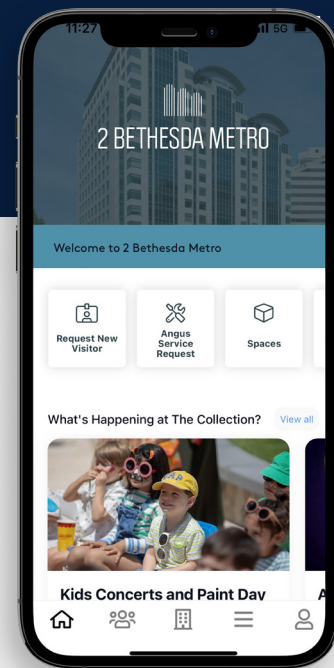 11:27
5G
2 BETHESDA METRO
Welcome to 2 Bethesda Metro
Request New
Visitor
Angus
Service
Request
Spaces
What's Happening at The Collection?
View all
Kids Concerts and Paint Day
A